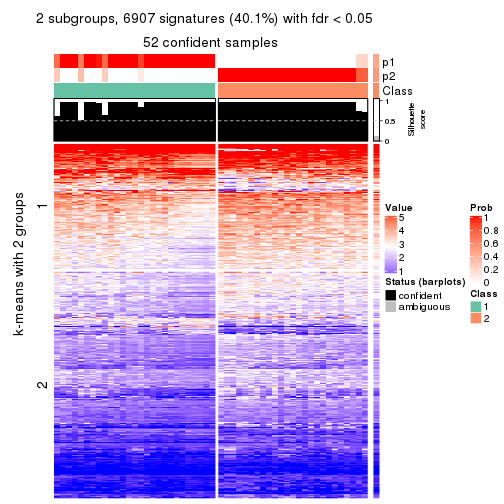 2 subgroups, 6907 signatures (40.1%) with fdr < 0.05
52 confident samples
p1
p2
Class
1
0.5
0
Silhouette
score
k-means with 2 groups
1
2
Value
5
4
3
2
1
Status (barplots)
confident
ambiguous
Prob
1
0.8
0.6
0.4
0.2
0
Class
1
2